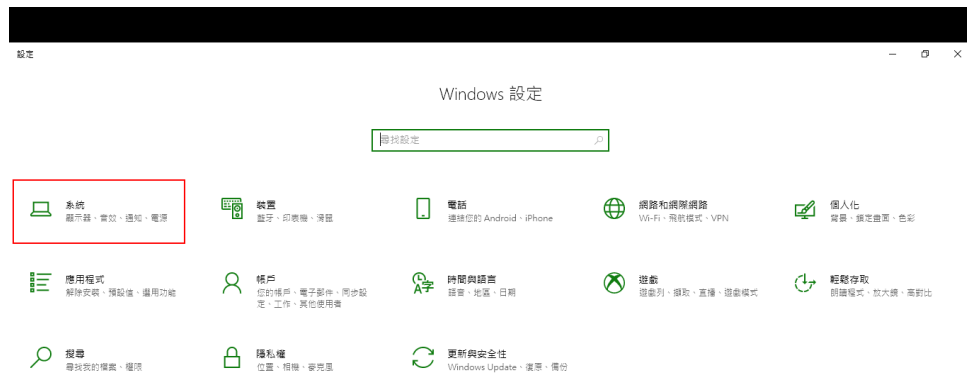 設定
Windows 設定
尋找設定
系統
顯示器、音效、通知、電源
裝置
藍牙、印表機、滑鼠
電話
連結您的 Android、iPhone
網路和網際網路
Wi-Fi、飛航模式、VPN
個人化
背景、鎖定畫面、色彩
應用程式
解除安裝、預設值、選用功能
帳戶
您的帳戶、電子郵件、同步設
定、工作、其他使用者
時間與語言
語音、地區、日期
遊戲
遊戲列、擷取、直播、遊戲模式
輕鬆存取
朗讀程式、放大鏡、高對比
搜尋
尋找我的檔案、權限
隱私權
位置、相機、麥克風
更新與安全性
Windows Update、復原、備份